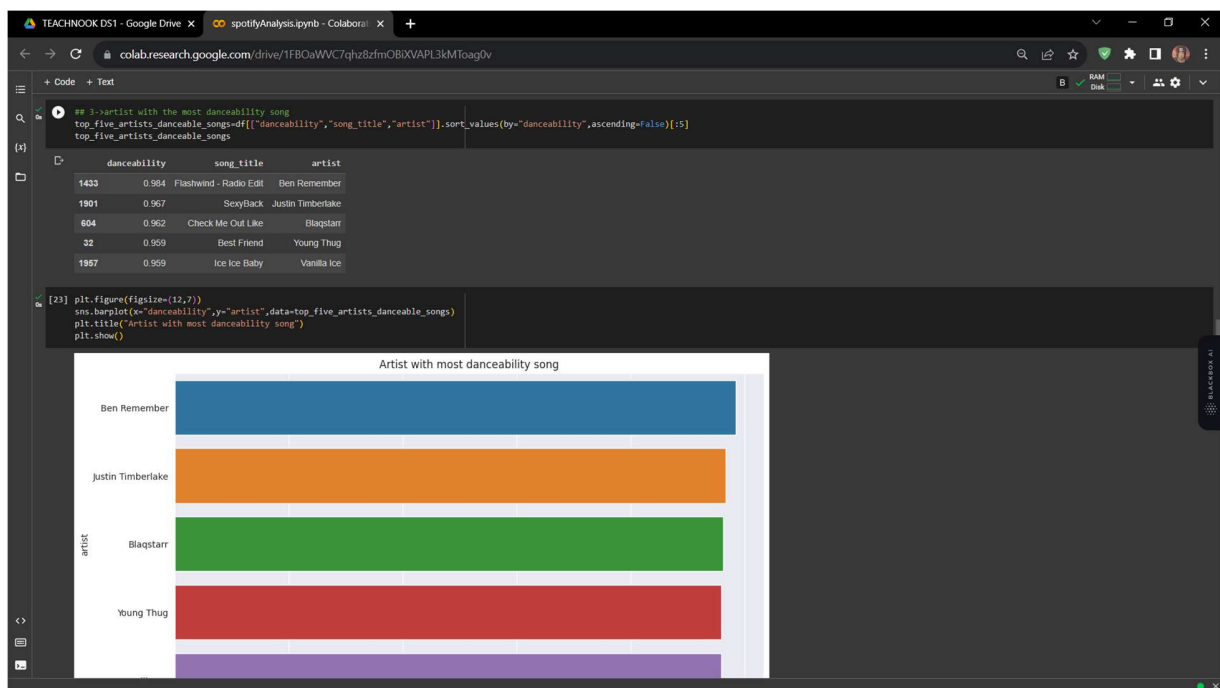 TEACHNOOK DS1 - Google Drive
spotifyAnalysis.ipynb - Colaborat
colab.research.google.com/drive/1FBOaWVC7qhz8zfmOBiXVAPL3kMToag0v
+ Code + Text
B
RAM
Disk
0s
## 3->artist with the most danceability song
top_five_artists_danceable_songs=df[["danceability","song_title","artist"]].sort_values(by="danceability",ascending=False)[:5]
top_five_artists_danceable_songs
{x}
danceability song_title artist
1433 0.984 Flashwind - Radio Edit Ben Remember
1901 0.967 SexyBack Justin Timberlake
604 0.962 Check Me Out Like Blaqstarr
32 0.959 Best Friend Young Thug
1957 0.959 Ice Ice Baby Vanilla Ice
0s
[23] plt.figure(figsize=(12,7))
sns.barplot(x="danceability",y="artist",data=top_five_artists_danceable_songs)
plt.title("Artist with most danceability song")
plt.show()
Artist with most danceability song
Ben Remember
Justin Timberlake
artist
Blaqstarr
Young Thug
BLACKBOX AI